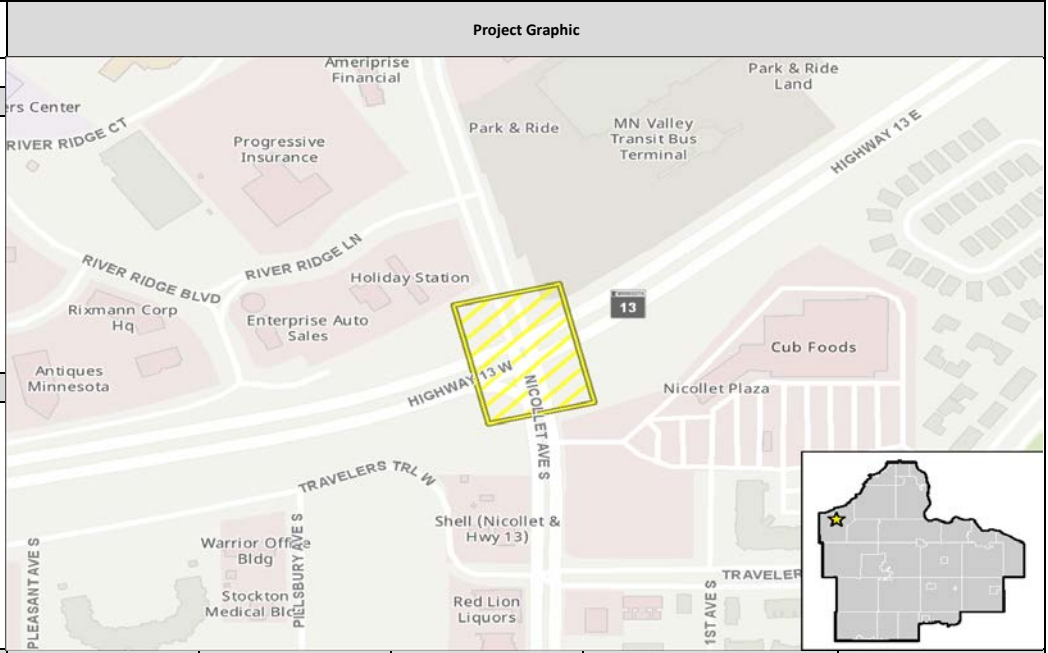 Project Graphic
Ameriprise
Financial
Park & Ride
Land
ers Center
RIVER RIDGE CT
Progressive
Insurance
Park & Ride
MN Valley
Transit Bus
Terminal
HIGHWAY 13 E
RIVER RIDGE LN
RIVER RIDGE BLVD
Holiday Station
13
Rixmann Corp
Hq
Enterprise Auto
Sales
Cub Foods
Antiques
Minnesota
HIGHWAY 13 W
NICOLLET AVE S
Nicollet Plaza
TRAVELERS TRL W
Shell (Nicollet &
Hwy 13)
Warrior Office
Bldg
PLEASANT AVE S
PILLSBURY AVE S
Stockton
Medical Bld
Red Lion
Liquors
1ST AVE S
TRAVELER